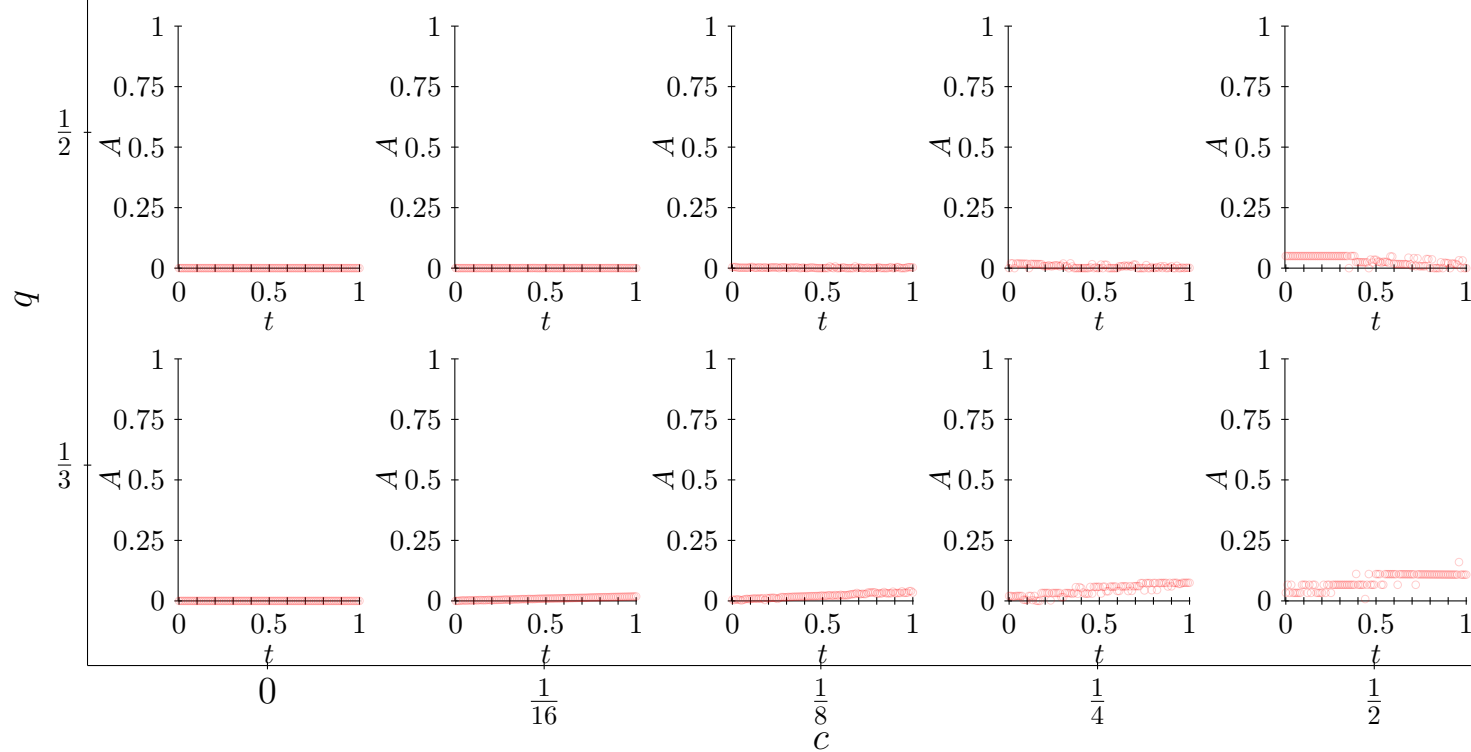 1 1 1 1 1
0.75 0.75 0.75 0.75 0.75
1/2 A 0.5 A 0.5 A 0.5 A 0.5 A 0.5
0.25 0.25 0.25 0.25 0.25
0 0 0 0 0
0 0.5 1 0 0.5 1 0 0.5 1 0 0.5 1 0 0.5 1
q
t t t t t
1 1 1 1 1
0.75 0.75 0.75 0.75 0.75
1/3 A 0.5 A 0.5 A 0.5 A 0.5 A 0.5
0.25 0.25 0.25 0.25 0.25
0 0 0 0 0
0 0.5 1 0 0.5 1 0 0.5 1 0 0.5 1 0 0.5 1
t t t t t
0 1/16 1/8 1/4 1/2
c